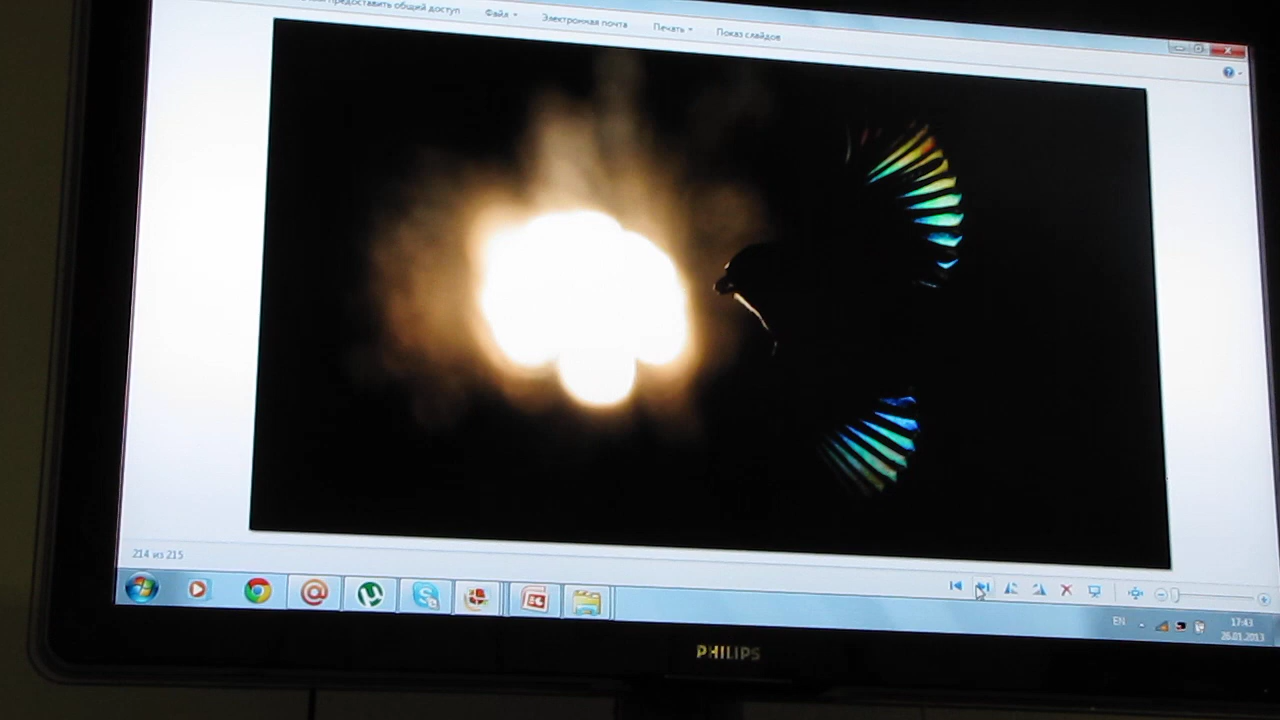 предоставить общий доступ
Файл
Электронная почта
Печать
Показ слайдов
214 из 215
EN
17:43
26.01.2013
PHILIPS